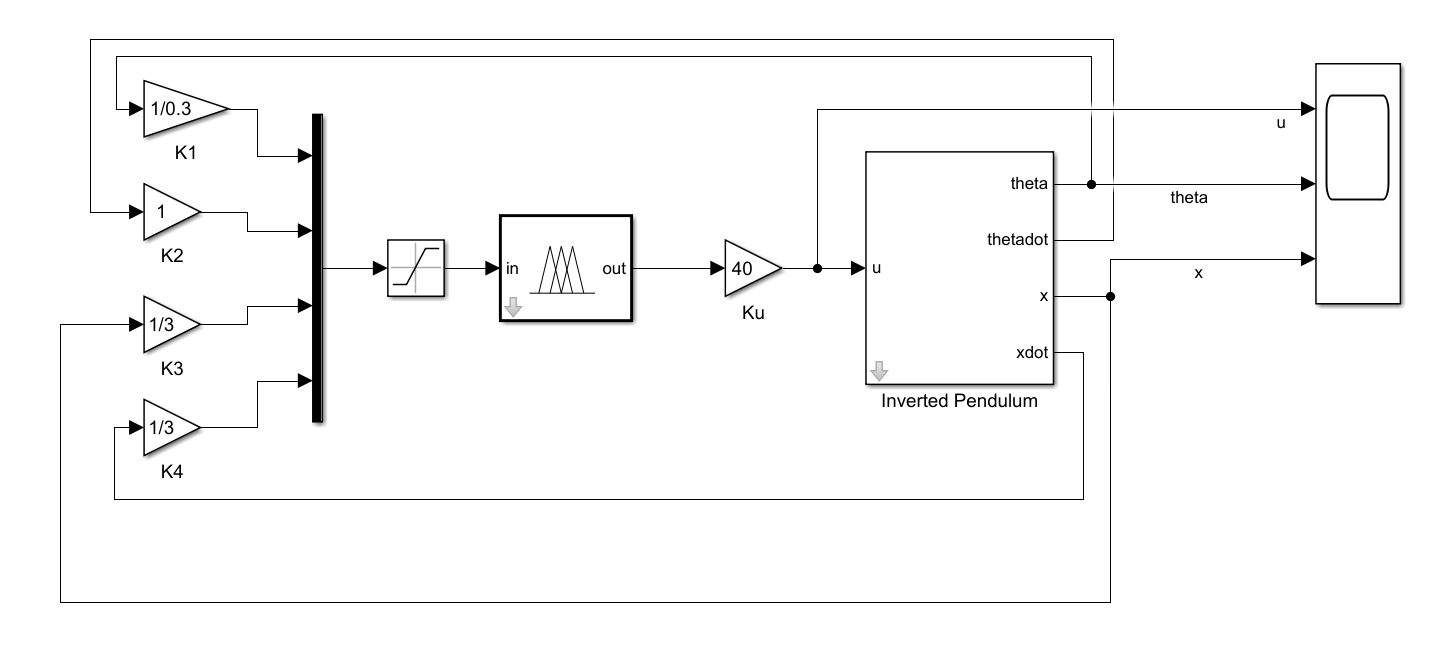 1/0.3
K1
1
K2
1/3
K3
1/3
K4
in
out
40
Ku
u
theta
thetadot
x
xdot
Inverted Pendulum
u
theta
x